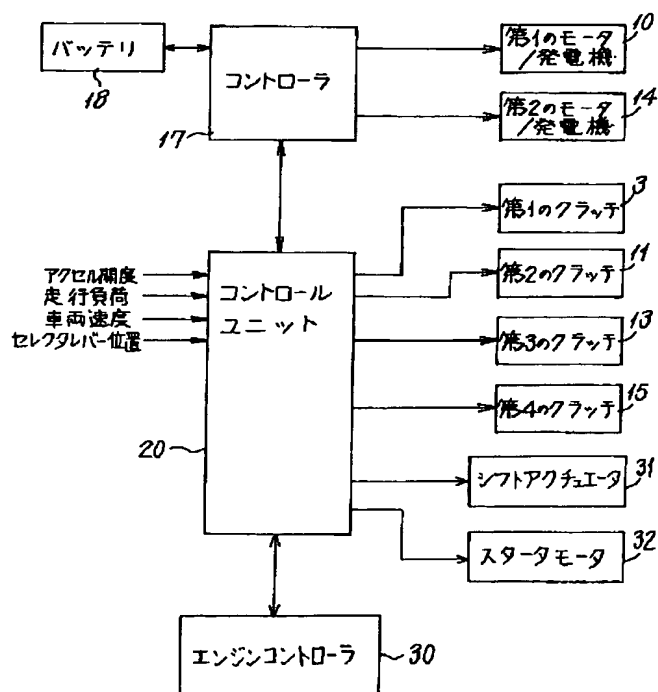 バッテリ
18
コントローラ
17
第1のモータ
/発電機
10
第2のモータ
/発電機
14
第1のクラッチ
3
第2のクラッチ
11
第3のクラッチ
13
第4のクラッチ
15
アクセル開度
走行負荷
車両速度
セレクタレバー位置
コントロール
ユニット
20
シフトアクチュエータ
31
スタータモータ
32
エンジンコントローラ
30